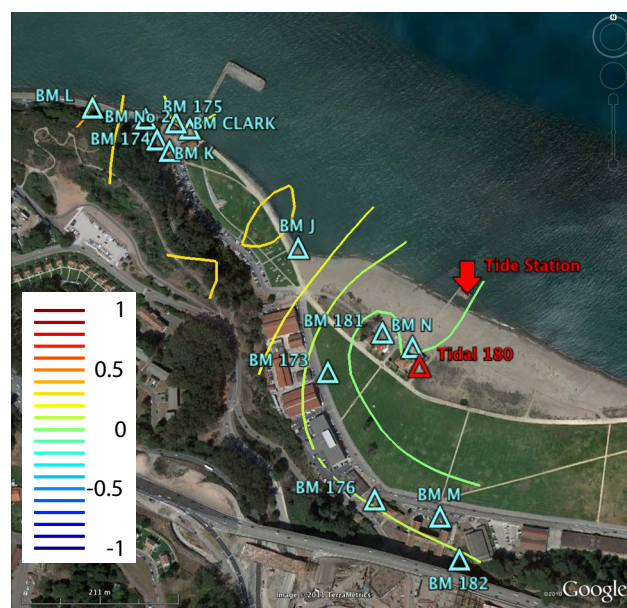 N
BM L
BM 175
BM No 2
BM CLARK
BM 174
BM K
BM J
Tide Station
BM 181
BM N
BM 173
Tidal 180
1
0.5
0
-0.5
-1
BM 176
BM M
BM 182
211 m
Image © 2011 TerraMetrics
©2010 Google